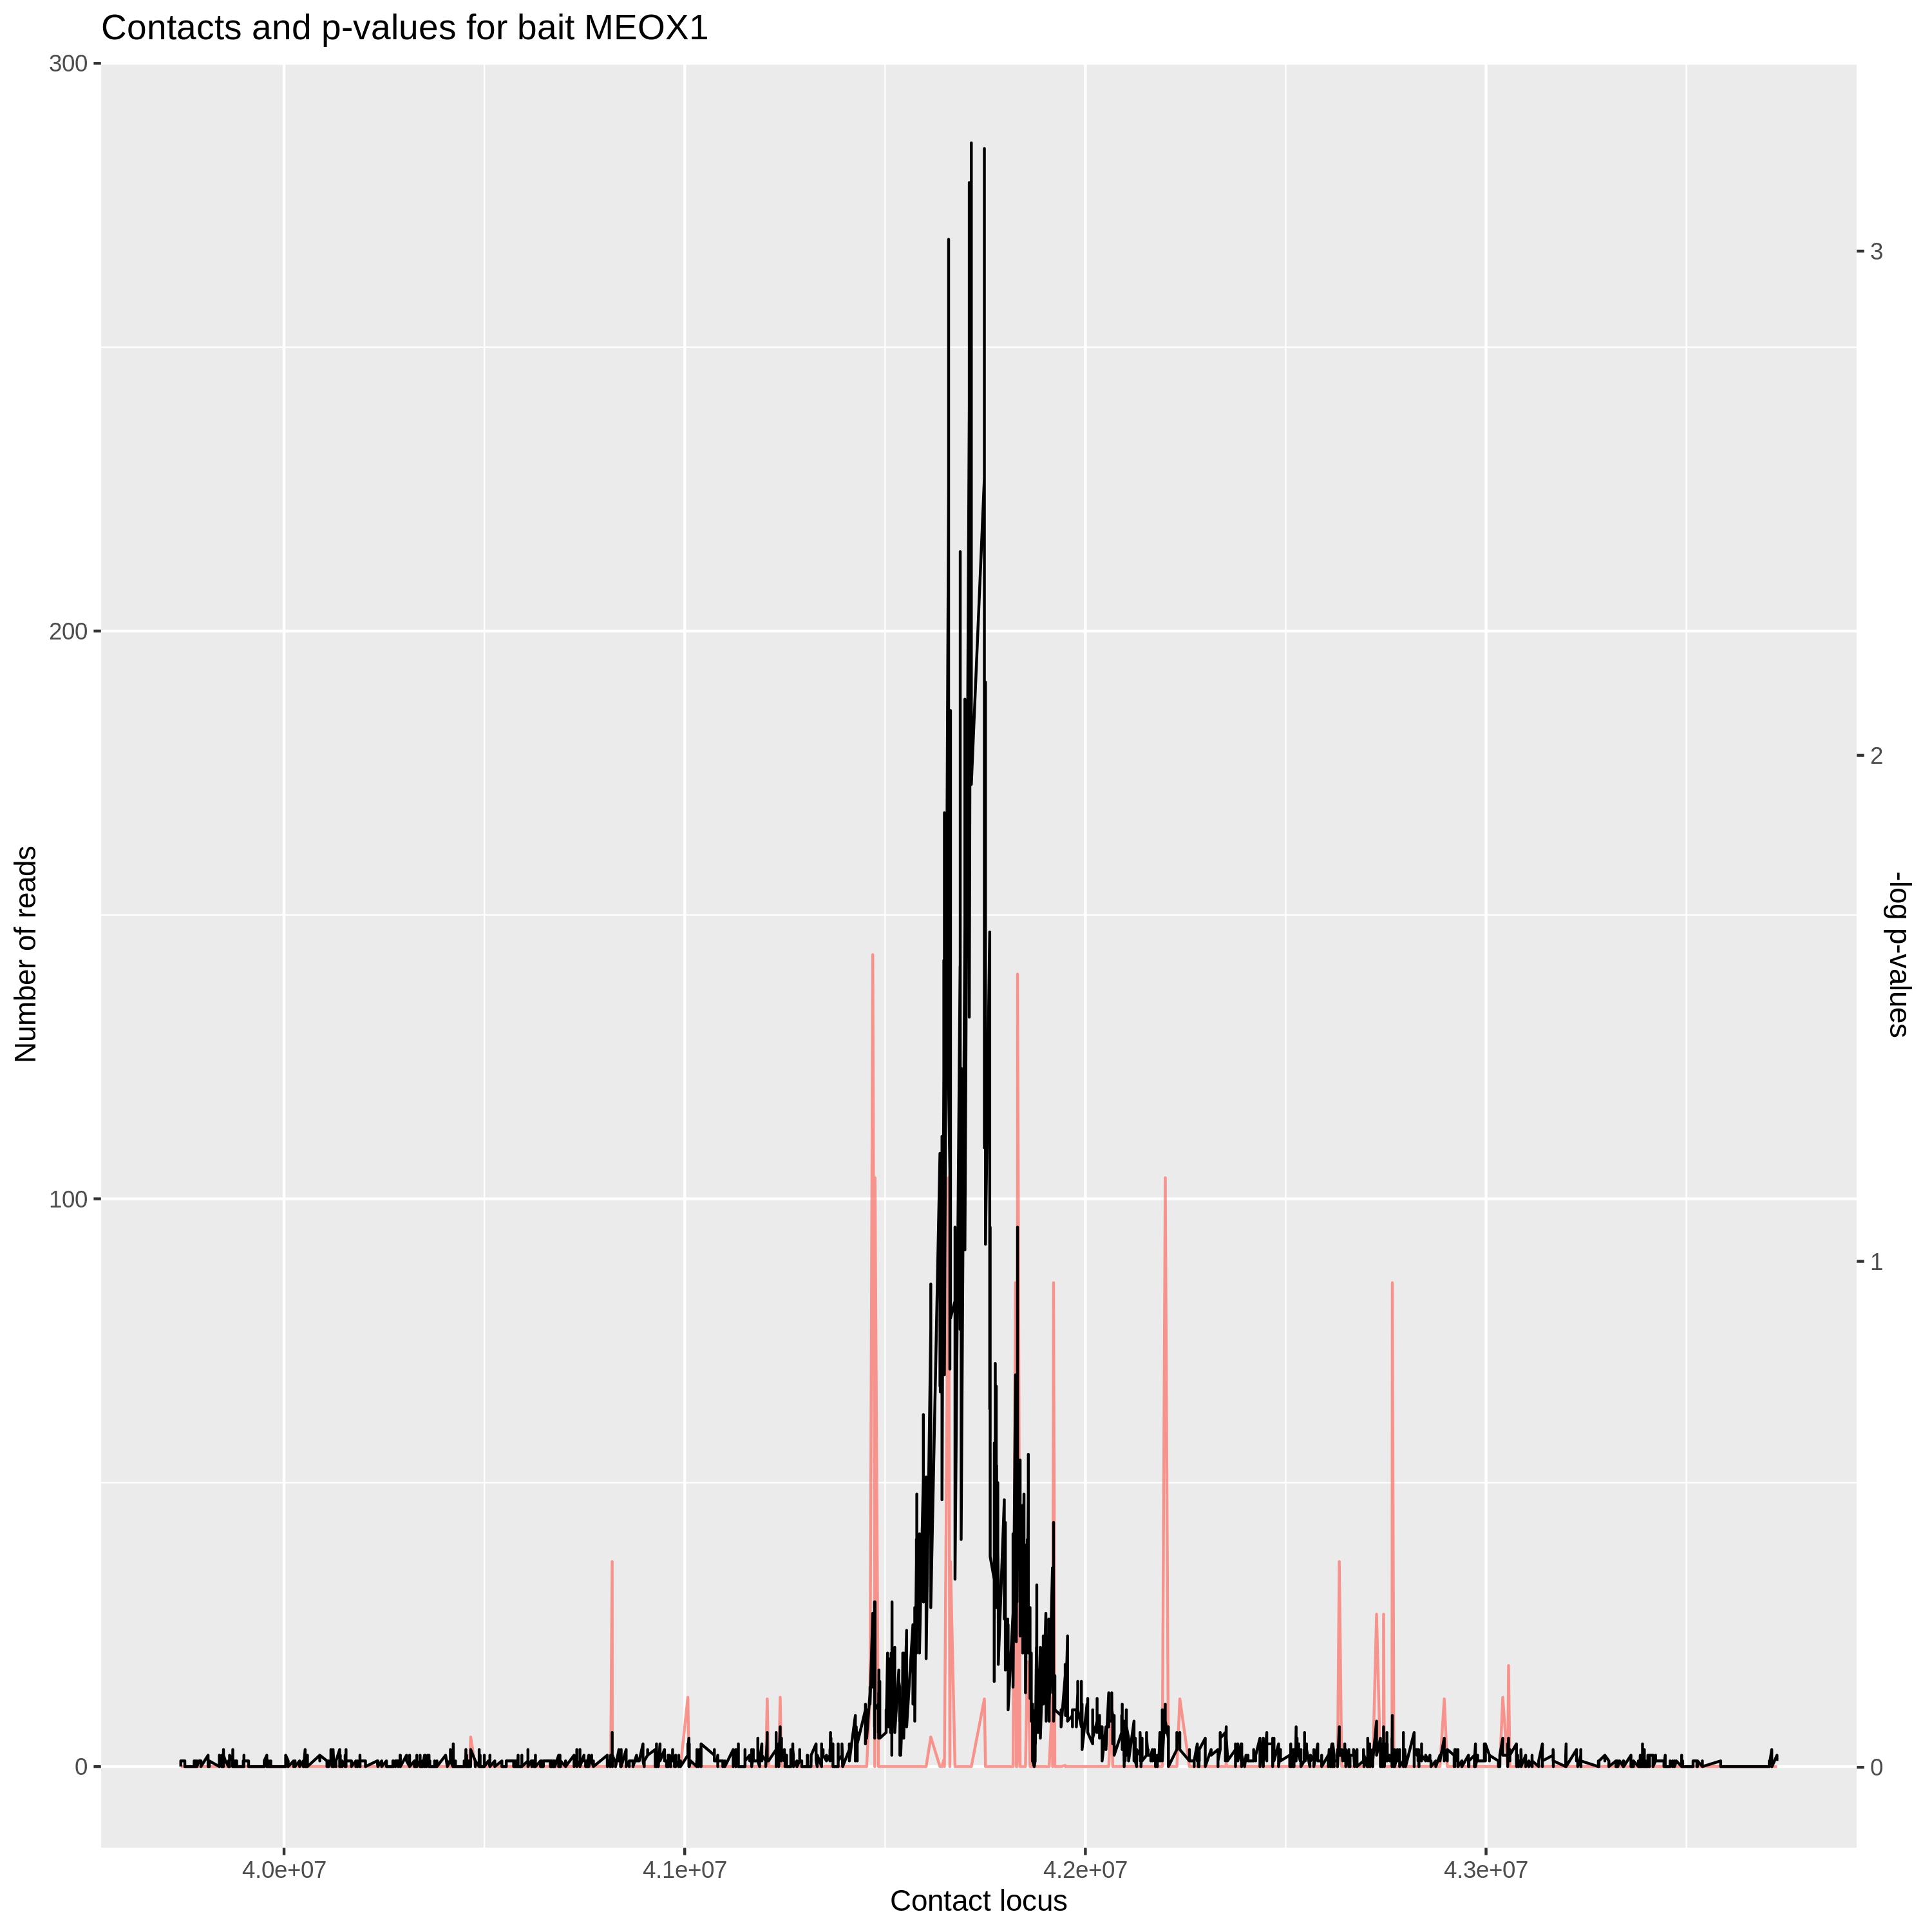 Contacts and p-values for bait MEOX1
300
200
100
0
Number of reads
3
2
1
0
-log p-values
4.0e+07
4.1e+07
4.2e+07
4.3e+07
Contact locus